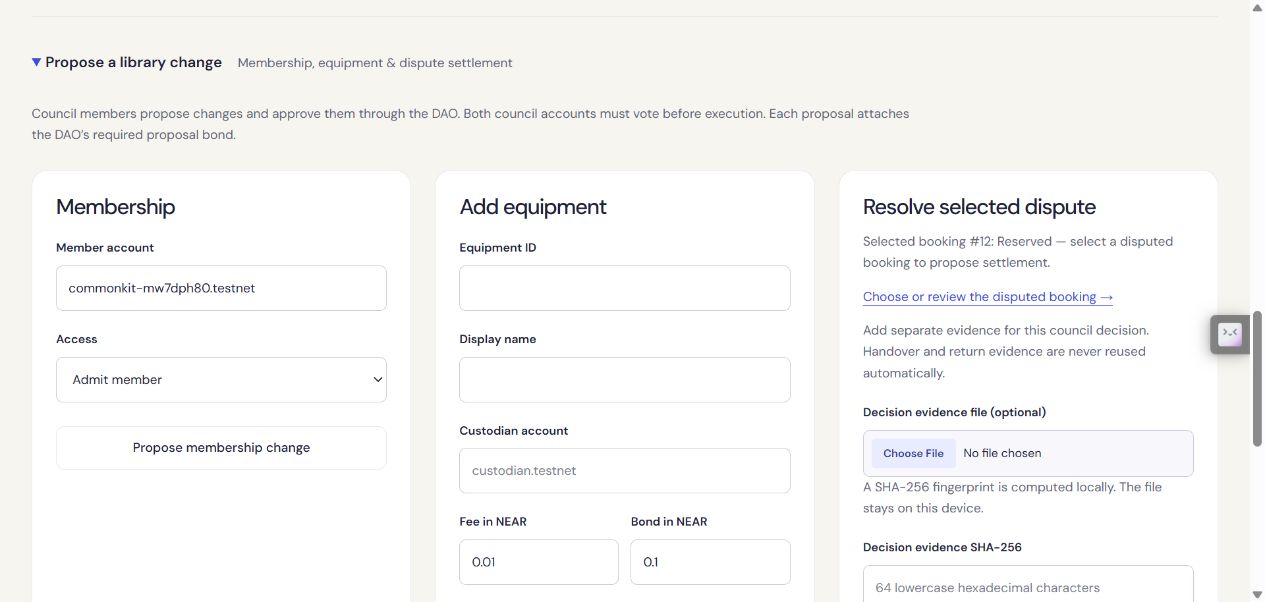 Propose a library change Membership, equipment & dispute settlement
Council members propose changes and approve them through the DAO. Both council accounts must vote before execution. Each proposal attaches
the DAO's required proposal bond.
Membership
Member account
commonkit-mw7dph80.testnet
Access
Admit member
Propose membership change
Add equipment
Equipment ID
Display name
Custodian account
custodian.testnet
Fee in NEAR Bond in NEAR
0.01 0.1
Resolve selected dispute
Selected booking #12: Reserved — select a disputed
booking to propose settlement.
Choose or review the disputed booking →
Add separate evidence for this council decision.
Handover and return evidence are never reused
automatically.
Decision evidence file (optional)
Choose File No file chosen
A SHA-256 fingerprint is computed locally. The file
stays on this device.
Decision evidence SHA-256
64 lowercase hexadecimal characters